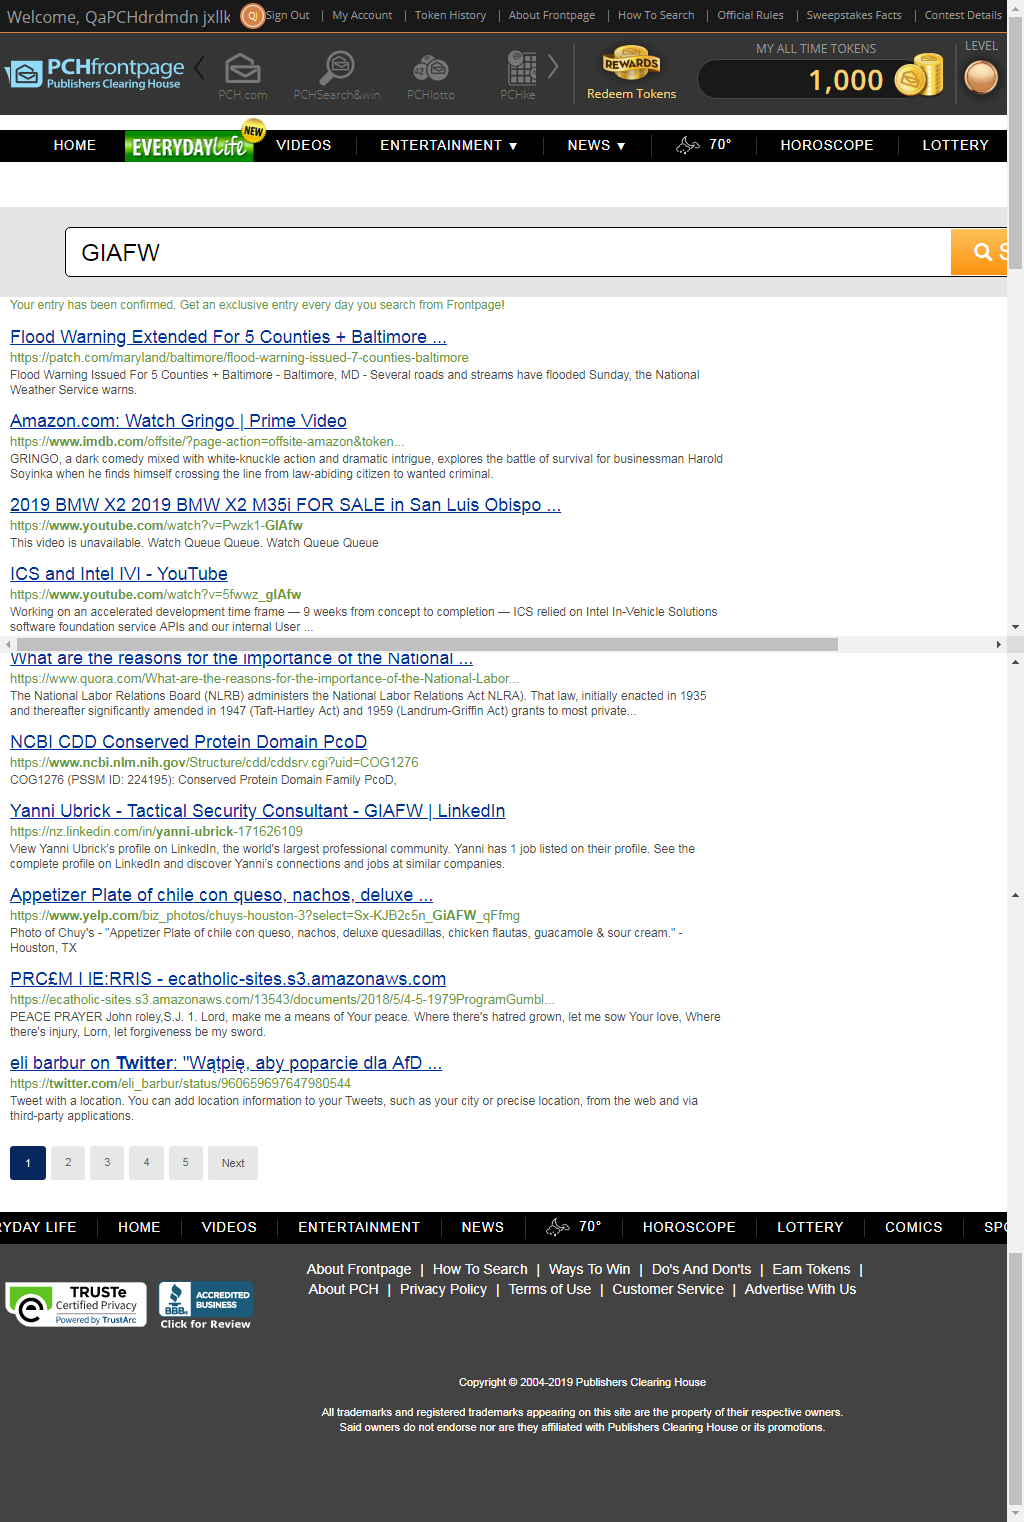 Welcome, QaPCHdrdmdn jxllk QJ Sign Out | My Account | Token History | About Frontpage | How To Search | Official Rules | Sweepstakes Facts | Contest Details
PCHfrontpage
Publishers Clearing House
PCH.com PCHSearch&win PCHlotto PCHke
REWARDS
Redeem Tokens
MY ALL TIME TOKENS
1,000
LEVEL
HOME EVERYDAY Life NEW VIDEOS ENTERTAINMENT ▼ NEWS ▼ 70° HOROSCOPE LOTTERY
GIAFW
Your entry has been confirmed. Get an exclusive entry every day you search from Frontpage!
Flood Warning Extended For 5 Counties + Baltimore ...
https://patch.com/maryland/baltimore/flood-warning-issued-7-counties-baltimore
Flood Warning Issued For 5 Counties + Baltimore - Baltimore, MD - Several roads and streams have flooded Sunday, the National
Weather Service warns.
Amazon.com: Watch Gringo | Prime Video
https://www.imdb.com/offsite/?page-action=offsite-amazon&token...
GRINGO, a dark comedy mixed with white-knuckle action and dramatic intrigue, explores the battle of survival for businessman Harold
Soyinka when he finds himself crossing the line from law-abiding citizen to wanted criminal.
2019 BMW X2 2019 BMW X2 M35i FOR SALE in San Luis Obispo ...
https://www.youtube.com/watch?v=Pwzk1-GIAfw
This video is unavailable. Watch Queue Queue. Watch Queue Queue
ICS and Intel IVI - YouTube
https://www.youtube.com/watch?v=5fwwz_gIAfw
Working on an accelerated development time frame — 9 weeks from concept to completion — ICS relied on Intel In-Vehicle Solutions
software foundation service APIs and our internal User ...
What are the reasons for the importance of the National ...
https://www.quora.com/What-are-the-reasons-for-the-importance-of-the-National-Labor...
The National Labor Relations Board (NLRB) administers the National Labor Relations Act NLRA). That law, initially enacted in 1935
and thereafter significantly amended in 1947 (Taft-Hartley Act) and 1959 (Landrum-Griffin Act) grants to most private...
NCBI CDD Conserved Protein Domain PcoD
https://www.ncbi.nlm.nih.gov/Structure/cdd/cddsrv.cgi?uid=COG1276
COG1276 (PSSM ID: 224195): Conserved Protein Domain Family PcoD,
Yanni Ubrick - Tactical Security Consultant - GIAFW | LinkedIn
https://nz.linkedin.com/in/yanni-ubrick-171626109
View Yanni Ubrick's profile on LinkedIn, the world's largest professional community. Yanni has 1 job listed on their profile. See the
complete profile on LinkedIn and discover Yanni's connections and jobs at similar companies.
Appetizer Plate of chile con queso, nachos, deluxe ...
https://www.yelp.com/biz_photos/chuys-houston-3?select=Sx-KJB2c5n_GiAFW_qFfmg
Photo of Chuy's - "Appetizer Plate of chile con queso, nachos, deluxe quesadillas, chicken flautas, guacamole & sour cream." -
Houston, TX
PRC£M I IE:RRIS - ecatholic-sites.s3.amazonaws.com
https://ecatholic-sites.s3.amazonaws.com/13543/documents/2018/5/4-5-1979ProgramGumbl...
PEACE PRAYER John roley,S.J. 1. Lord, make me a means of Your peace. Where there's hatred grown, let me sow Your love, Where
there's injury, Lorn, let forgiveness be my sword.
eli barbur on Twitter: "Wątpię, aby poparcie dla AfD ...
https://twitter.com/eli_barbur/status/960659697647980544
Tweet with a location. You can add location information to your Tweets, such as your city or precise location, from the web and via
third-party applications.
1 2 3 4 5 Next
RYDAY LIFE HOME VIDEOS ENTERTAINMENT NEWS 70° HOROSCOPE LOTTERY COMICS SPO
About Frontpage | How To Search | Ways To Win | Do's And Don'ts | Earn Tokens |
About PCH | Privacy Policy | Terms of Use | Customer Service | Advertise With Us
TRUSTe
Certified Privacy
Powered by TrustArc
BBB. ACCREDITED
BUSINESS
Click for Review
Copyright © 2004-2019 Publishers Clearing House
All trademarks and registered trademarks appearing on this site are the property of their respective owners.
Said owners do not endorse nor are they affiliated with Publishers Clearing House or its promotions.